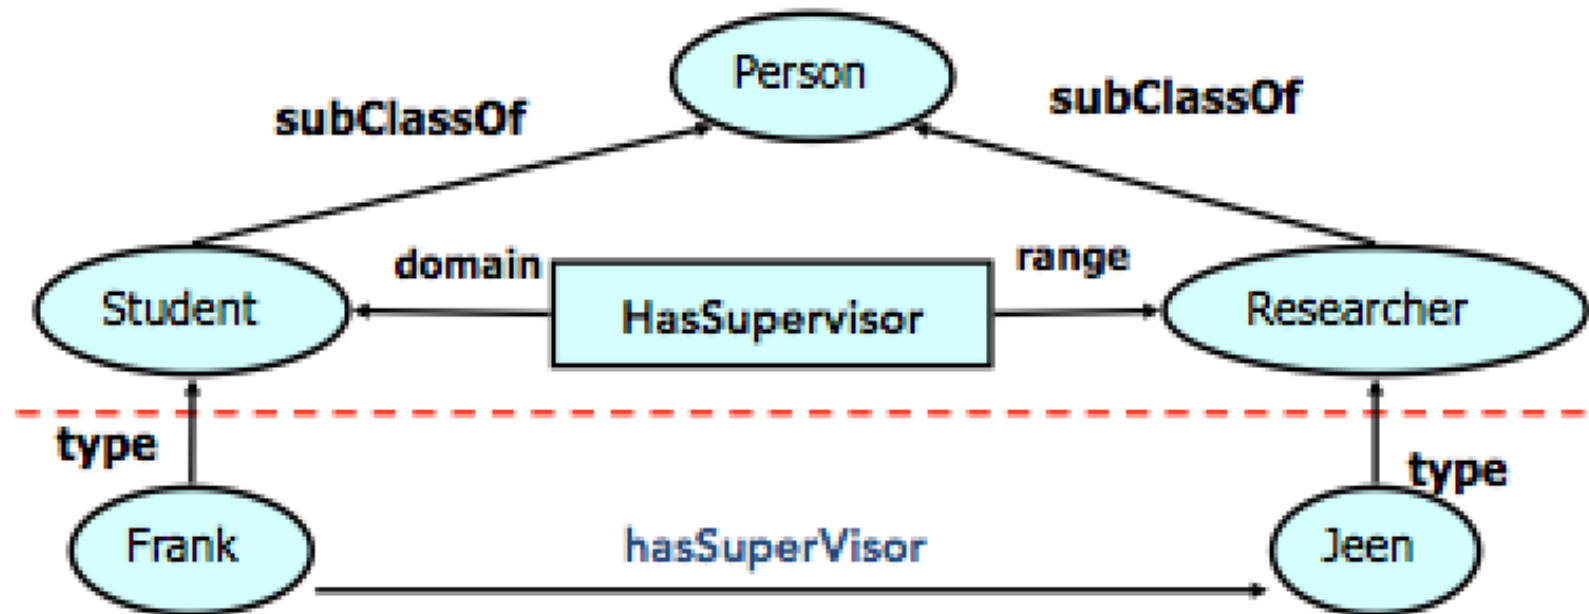 Person
subClassOf
subClassOf
domain
range
Student
HasSupervisor
Researcher
type
type
Frank
hasSuperVisor
Jeen